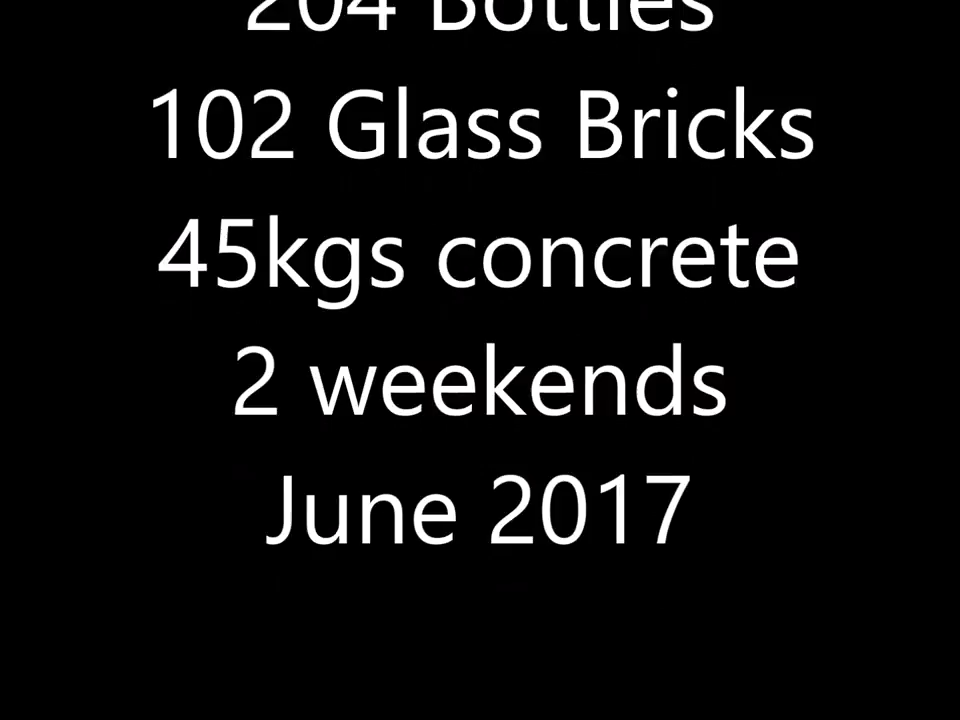 204 Bottles
102 Glass Bricks
45kgs concrete
2 weekends
June 2017